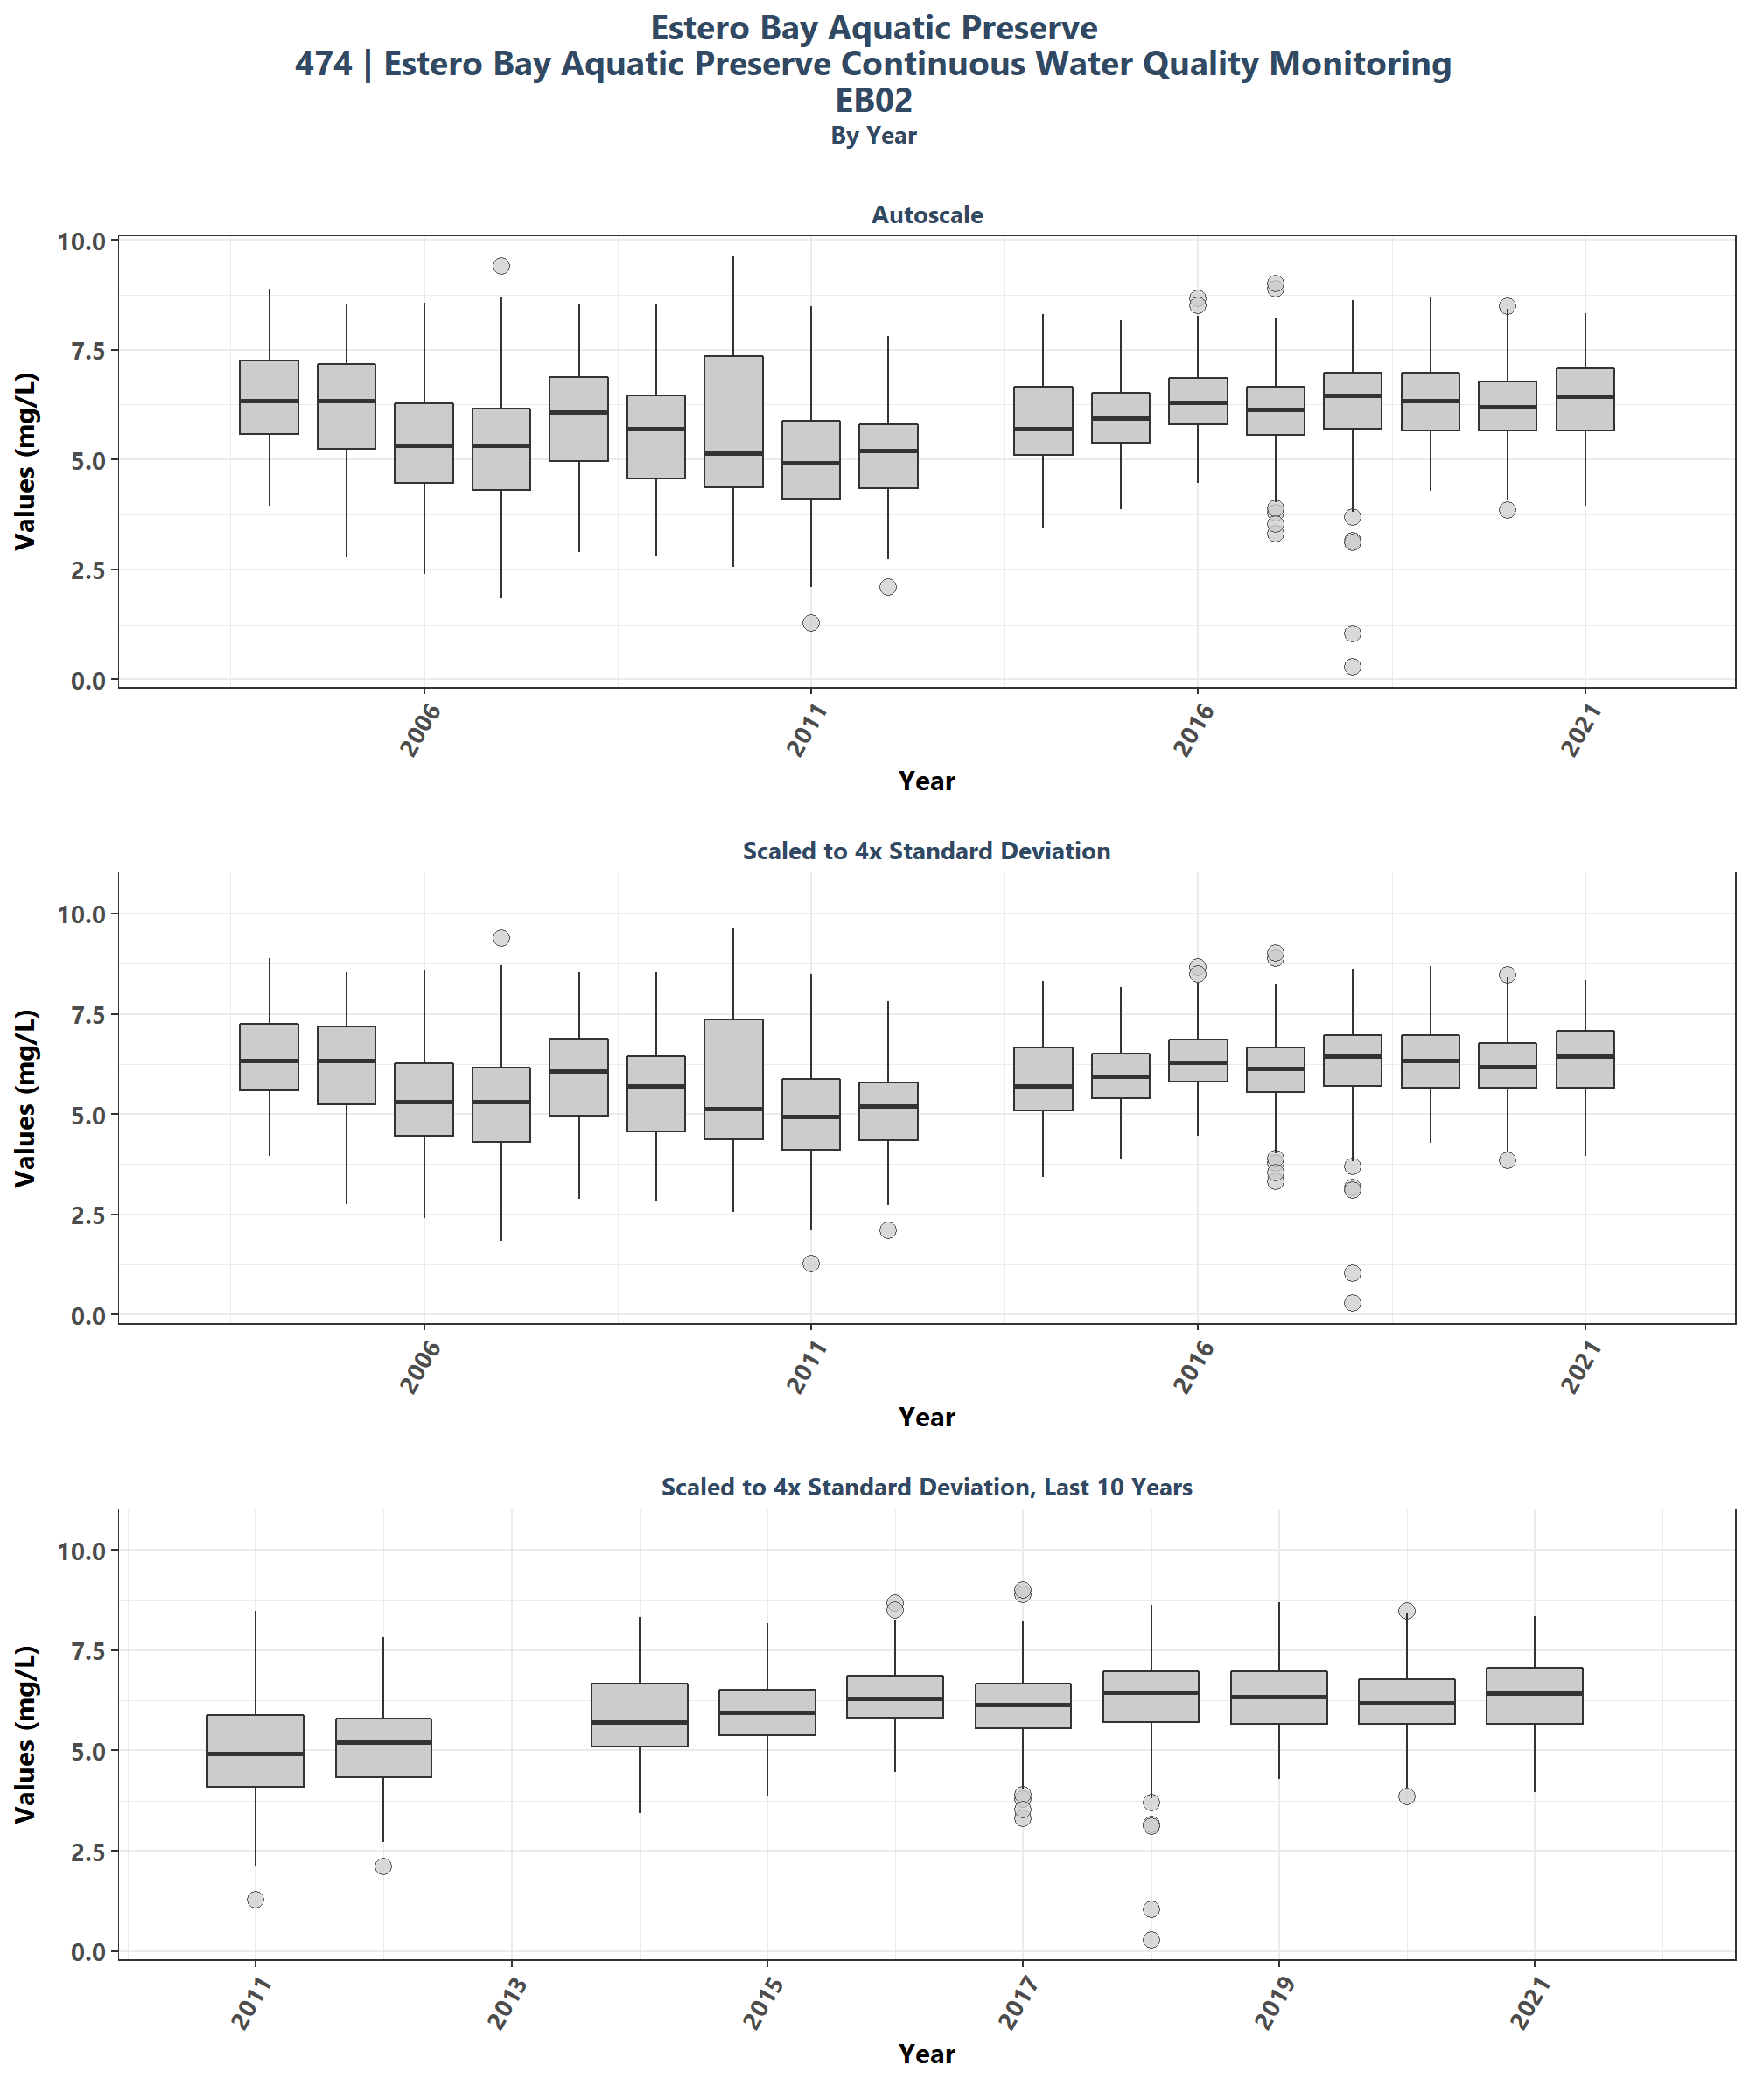 Estero Bay Aquatic Preserve
474 | Estero Bay Aquatic Preserve Continuous Water Quality Monitoring
EB02
By Year
Autoscale
Values (mg/L)
10.0
7.5
5.0
2.5
0.0
2006
2011
2016
2021
Year
Scaled to 4x Standard Deviation
Values (mg/L)
10.0
7.5
5.0
2.5
0.0
2006
2011
2016
2021
Year
Scaled to 4x Standard Deviation, Last 10 Years
Values (mg/L)
10.0
7.5
5.0
2.5
0.0
2011
2013
2015
2017
2019
2021
Year